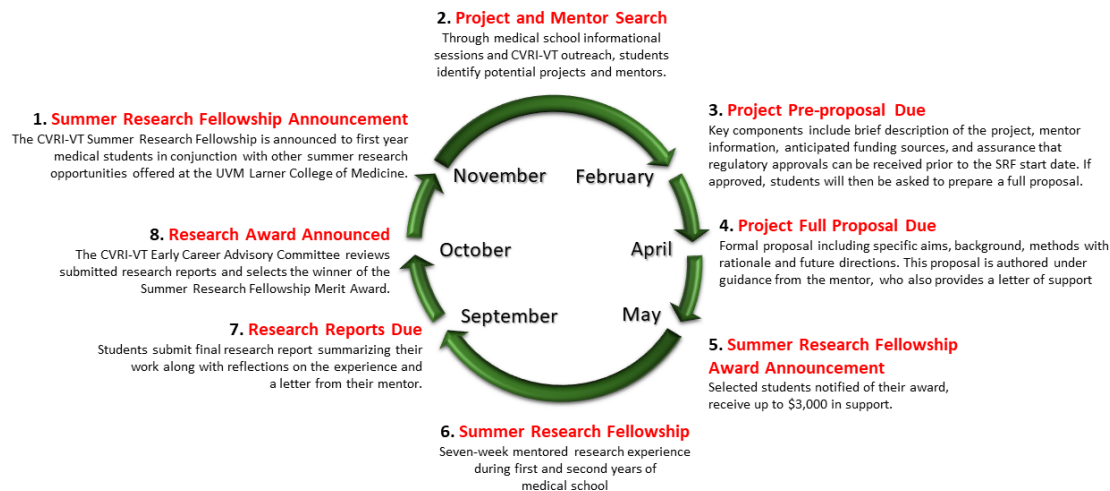 2. Project and Mentor Search
Through medical school informational
sessions and CVRI-VT outreach, students
identify potential projects and mentors.
1. Summer Research Fellowship Announcement
The CVRI-VT Summer Research Fellowship is announced to first year
medical students in conjunction with other summer research
opportunities offered at the UVM Larner College of Medicine.
3. Project Pre-proposal Due
Key components include brief description of the project, mentor
information, anticipated funding sources, and assurance that
regulatory approvals can be received prior to the SRF start date. If
approved, students will then be asked to prepare a full proposal.
November
February
8. Research Award Announced
The CVRI-VT Early Career Advisory Committee reviews
submitted research reports and selects the winner of the
Summer Research Fellowship Merit Award.
October
April
4. Project Full Proposal Due
Formal proposal including specific aims, background, methods with
rationale and future directions. This proposal is authored under
guidance from the mentor, who also provides a letter of support
September
May
7. Research Reports Due
Students submit final research report summarizing their
work along with reflections on the experience and
a letter from their mentor.
5. Summer Research Fellowship
Award Announcement
Selected students notified of their award,
receive up to $3,000 in support.
6. Summer Research Fellowship
Seven-week mentored research experience
during first and second years of
medical school